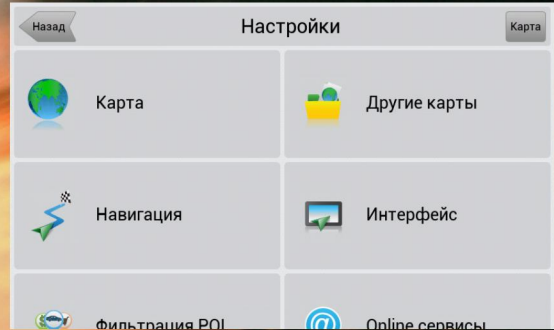 Назад
Настройки
Карта
Карта
Другие карты
Навигация
Интерфейс
Фильтрация POI
Online сервисы